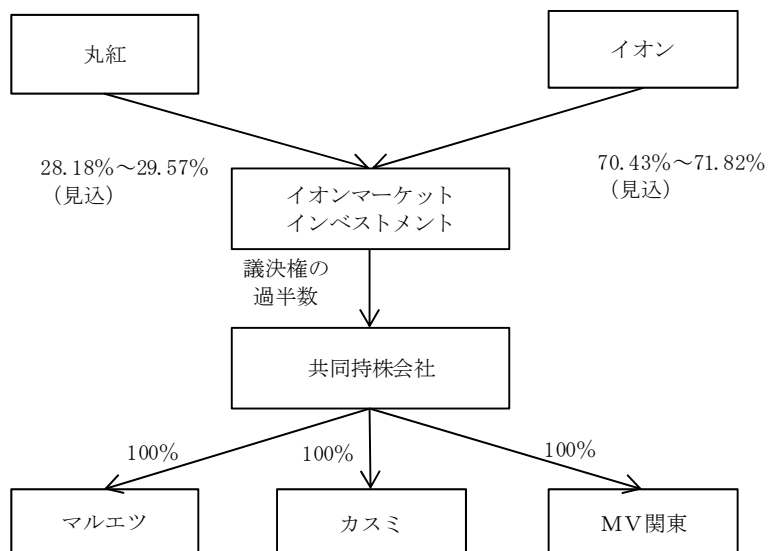 丸紅
イオン
28.18%～29.57%
（見込）
70.43%～71.82%
（見込）
イオンマーケット
インベストメント
議決権の
過半数
共同持株会社
100%
100%
100%
マルエツ
カスミ
ＭＶ関東